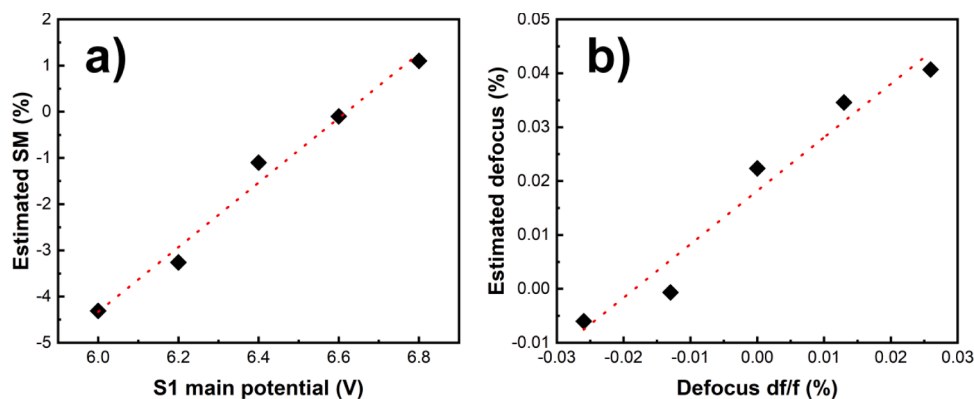 a)
Estimated SM (%)
2
1
0
-1
-2
-3
-4
-5
6.0 6.2 6.4 6.6 6.8
S1 main potential (V)
b)
Estimated defocus (%)
0.05
0.04
0.03
0.02
0.01
0.00
-0.01
-0.03 -0.02 -0.01 0.00 0.01 0.02 0.03
Defocus df/f (%)